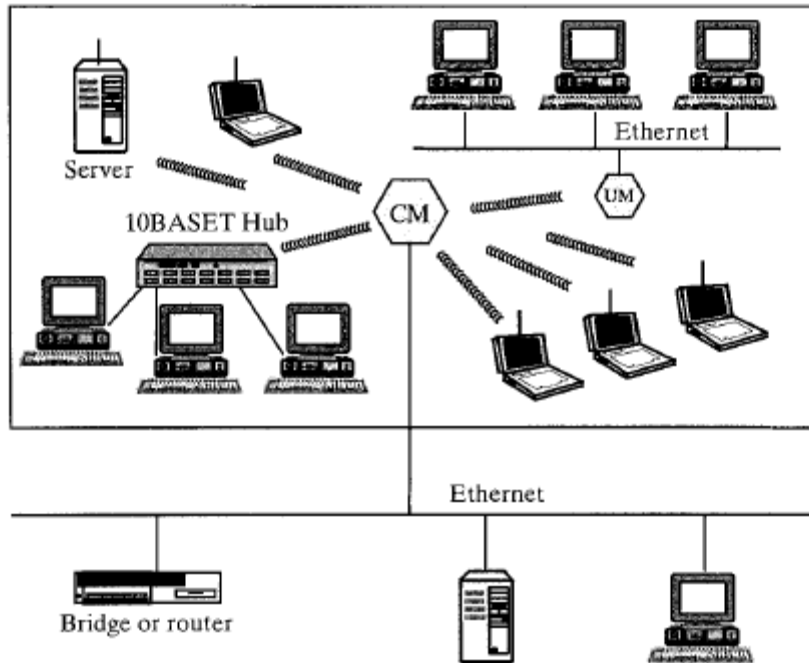 Ethernet
Server
UM
CM
10BASET Hub
Ethernet
Bridge or router